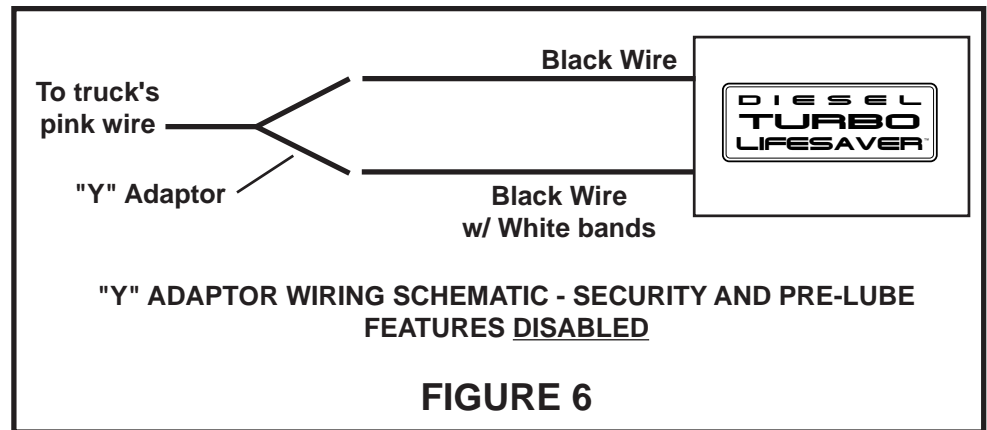 Black Wire
To truck's
pink wire
DIESEL
TURBO
LIFESAVER™
"Y" Adaptor
Black Wire
w/ White bands
"Y" ADAPTOR WIRING SCHEMATIC - SECURITY AND PRE-LUBE
FEATURES DISABLED
FIGURE 6